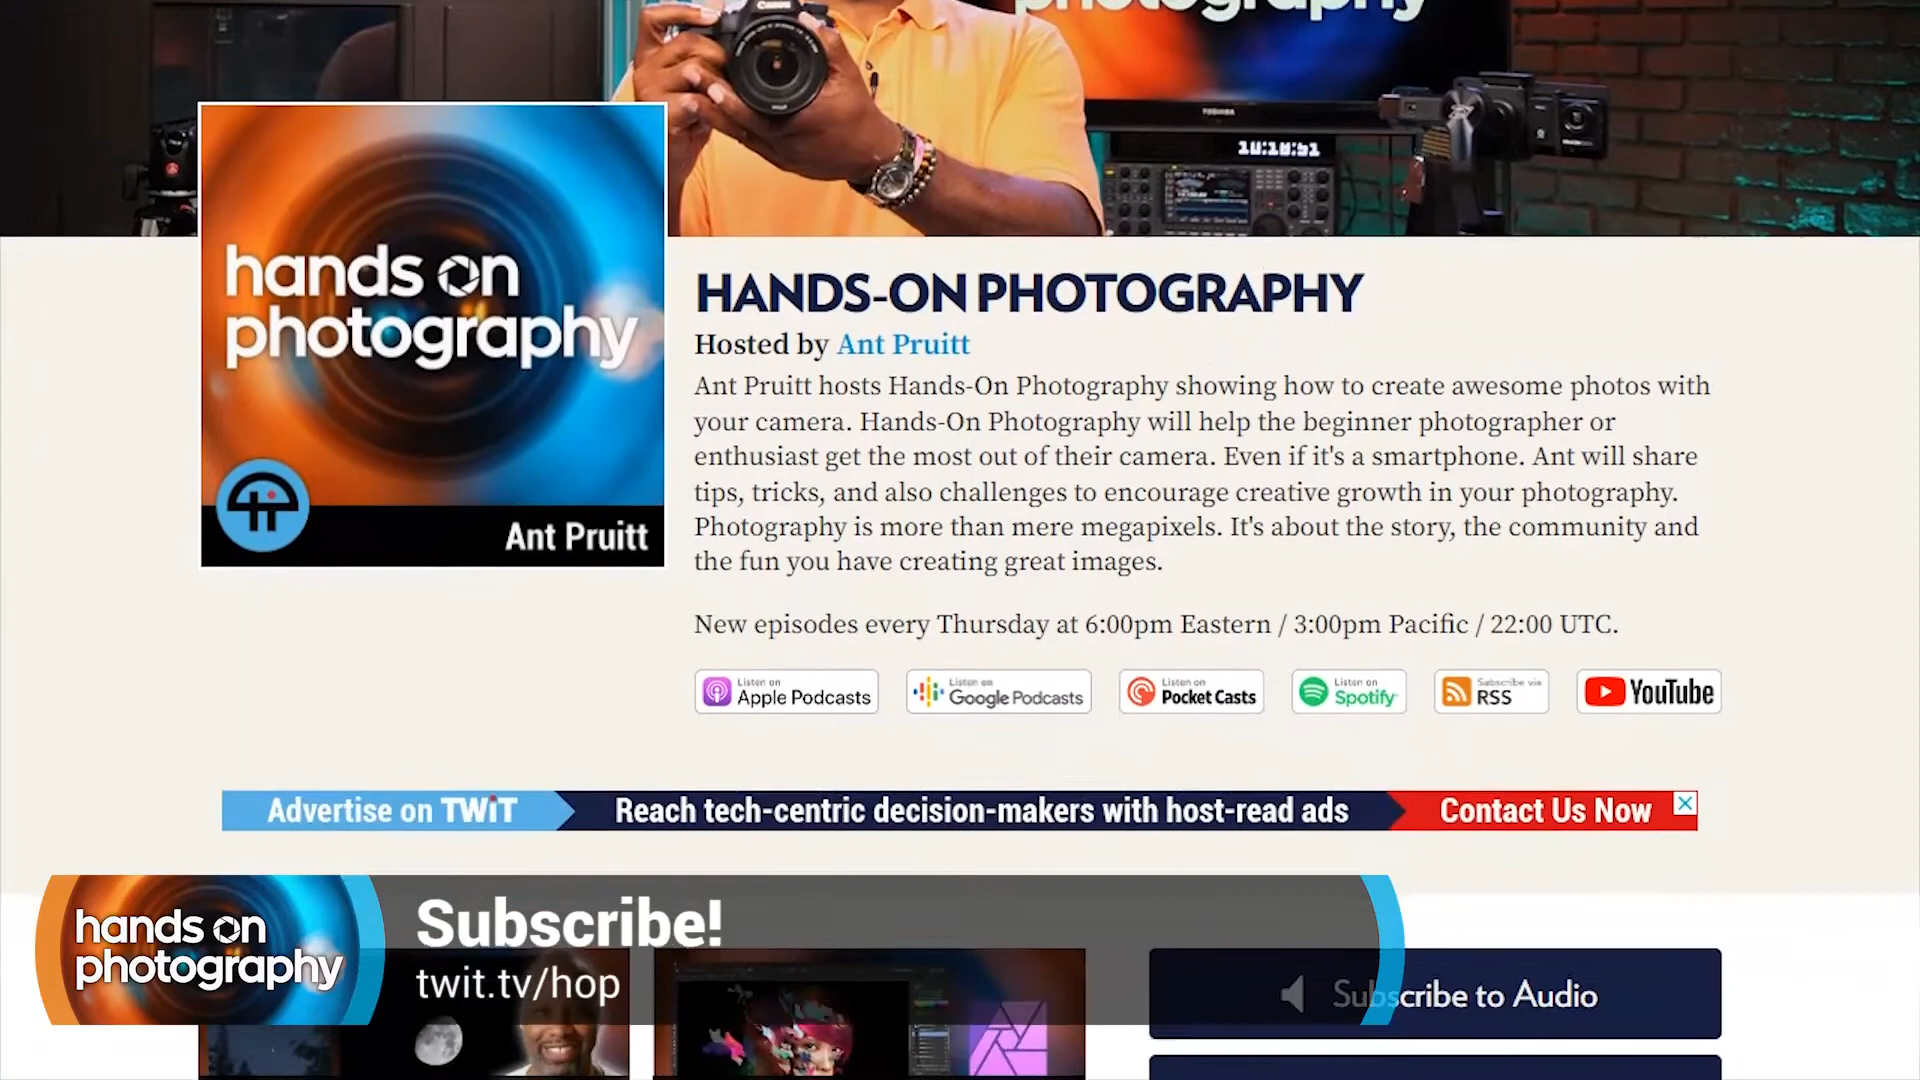 photography
Canon
TOSHIBA
hands on
photography
Ant Pruitt
HANDS-ON PHOTOGRAPHY
Hosted by Ant Pruitt
Ant Pruitt hosts Hands-On Photography showing how to create awesome photos with
your camera. Hands-On Photography will help the beginner photographer or
enthusiast get the most out of their camera. Even if it's a smartphone. Ant will share
tips, tricks, and also challenges to encourage creative growth in your photography.
Photography is more than mere megapixels. It's about the story, the community and
the fun you have creating great images.
New episodes every Thursday at 6:00pm Eastern / 3:00pm Pacific / 22:00 UTC.
Listen on
Apple Podcasts
Listen on
Google Podcasts
Listen on
Pocket Casts
Listen on
Spotify
Subscribe via
RSS
YouTube
Advertise on TWiT
Reach tech-centric decision-makers with host-read ads
Contact Us Now
hands on
photography
Subscribe!
twit.tv/hop
Subscribe to Audio